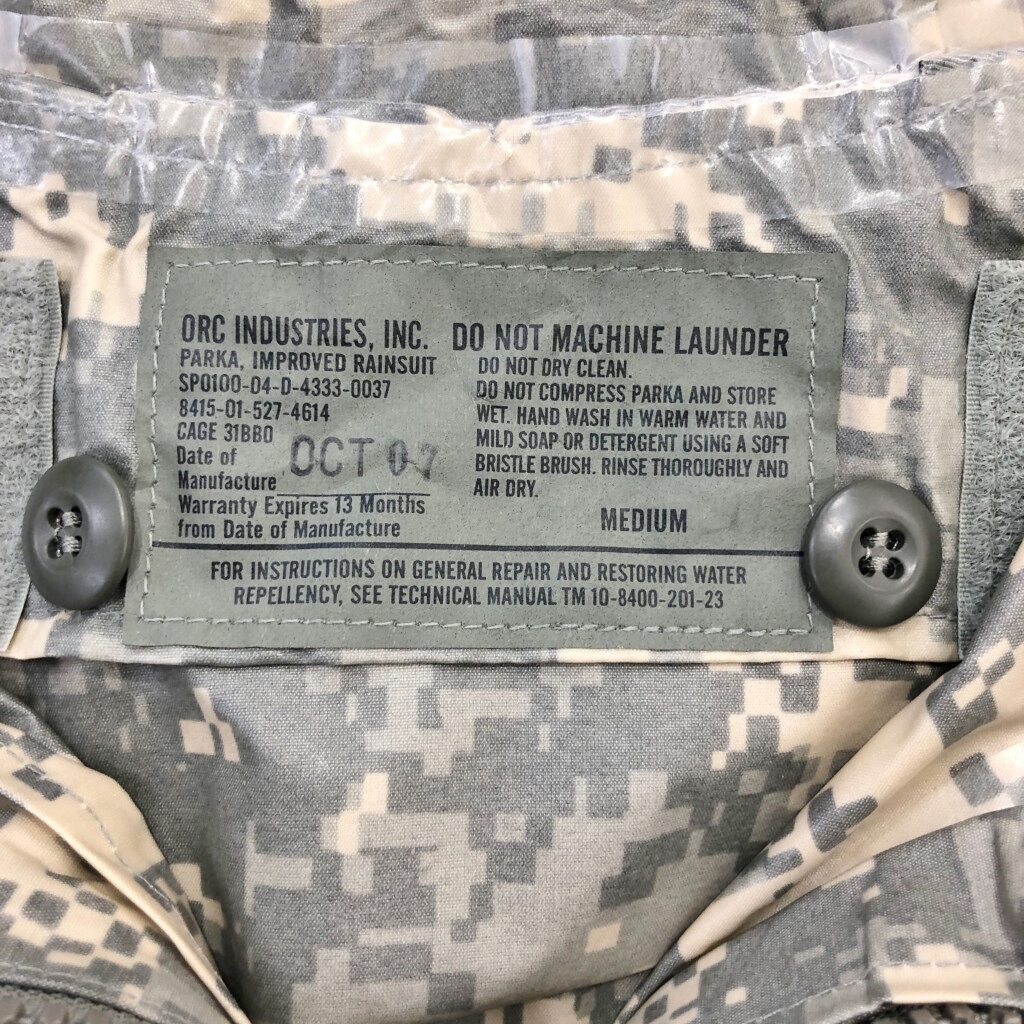 ORC INDUSTRIES, INC.
PARKA, IMPROVED RAINSUIT
SPO100-04-D-4333-0037
8415-01-527-4614
CAGE 31BB0
Date of
Manufacture OCT 07
Warranty Expires 13 Months
from Date of Manufacture
DO NOT MACHINE LAUNDER
DO NOT DRY CLEAN.
DO NOT COMPRESS PARKA AND STORE
WET. HAND WASH IN WARM WATER AND
MILD SOAP OR DETERGENT USING A SOFT
BRISTLE BRUSH. RINSE THOROUGHLY AND
AIR DRY.
MEDIUM
FOR INSTRUCTIONS ON GENERAL REPAIR AND RESTORING WATER
REPELLENCY, SEE TECHNICAL MANUAL TM 10-8400-201-23